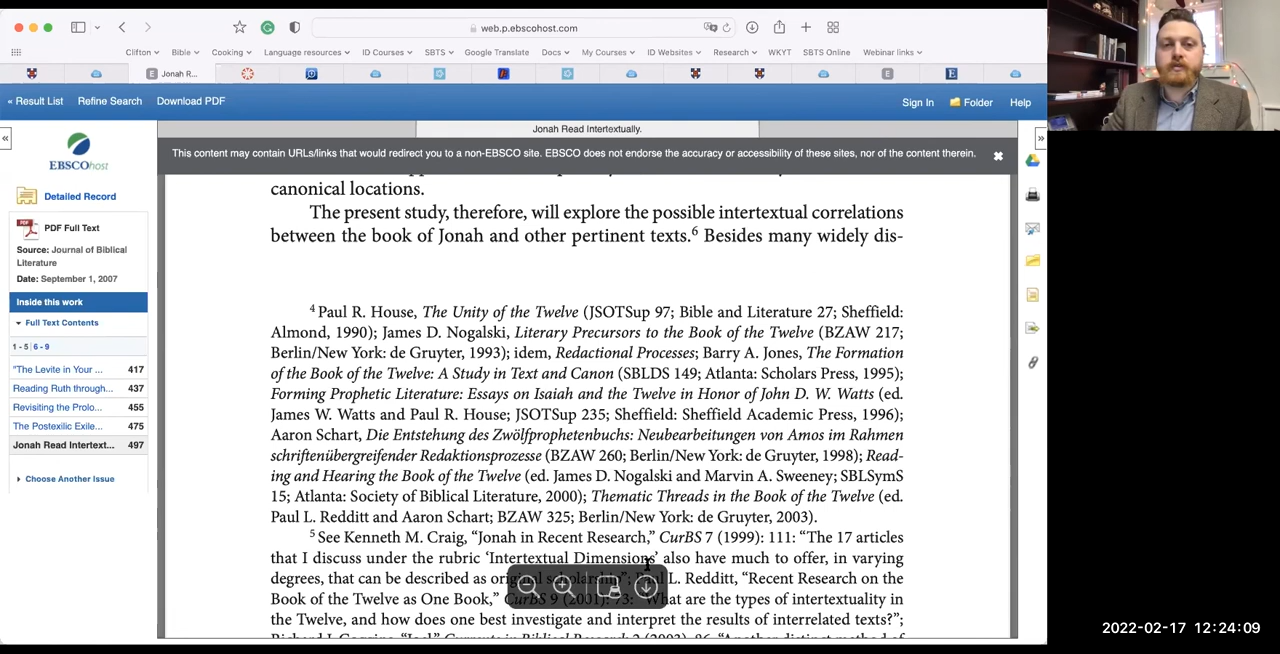 web.p.ebscohost.com
Clifton Bible Cooking Language resources ID Courses SBTS Google Translate Docs My Courses ID Websites Research WKYT SBTS Online Webinar links
Jonah R...
« Result List Refine Search Download PDF Sign In Folder Help
Jonah Read Intertextually.
This content may contain URLs/links that would redirect you to a non-EBSCO site. EBSCO does not endorse the accuracy or accessibility of these sites, nor of the content therein.
EBSCOhost
Detailed Record
PDF Full Text
Source: Journal of Biblical
Literature
Date: September 1, 2007
Inside this work
Full Text Contents
1 - 5 | 6 - 9
"The Levite in Your ... 417
Reading Ruth through... 437
Revisiting the Prolo... 455
The Postexilic Exile... 475
Jonah Read Intertext... 497
Choose Another Issue
canonical locations.
The present study, therefore, will explore the possible intertextual correlations
between the book of Jonah and other pertinent texts.6 Besides many widely dis-
4 Paul R. House, The Unity of the Twelve (JSOTSup 97; Bible and Literature 27; Sheffield:
Almond, 1990); James D. Nogalski, Literary Precursors to the Book of the Twelve (BZAW 217;
Berlin/New York: de Gruyter, 1993); idem, Redactional Processes; Barry A. Jones, The Formation
of the Book of the Twelve: A Study in Text and Canon (SBLDS 149; Atlanta: Scholars Press, 1995);
Forming Prophetic Literature: Essays on Isaiah and the Twelve in Honor of John D. W. Watts (ed.
James W. Watts and Paul R. House; JSOTSup 235; Sheffield: Sheffield Academic Press, 1996);
Aaron Schart, Die Entstehung des Zwölfprophetenbuchs: Neubearbeitungen von Amos im Rahmen
schriftenübergreifender Redaktionsprozesse (BZAW 260; Berlin/New York: de Gruyter, 1998); Read-
ing and Hearing the Book of the Twelve (ed. James D. Nogalski and Marvin A. Sweeney; SBLSymS
15; Atlanta: Society of Biblical Literature, 2000); Thematic Threads in the Book of the Twelve (ed.
Paul L. Redditt and Aaron Schart; BZAW 325; Berlin/New York: de Gruyter, 2003).
5 See Kenneth M. Craig, "Jonah in Recent Research," CurBS 7 (1999): 111: "The 17 articles
that I discuss under the rubric 'Intertextual Dimensions' also have much to offer, in varying
degrees, that can be described as original scholarship"; Paul L. Redditt, "Recent Research on the
Book of the Twelve as One Book," CurBS 9 (2001): 73: "What are the types of intertextuality in
the Twelve, and how does one best investigate and interpret the results of interrelated texts?";
2022-02-17 12:24:09